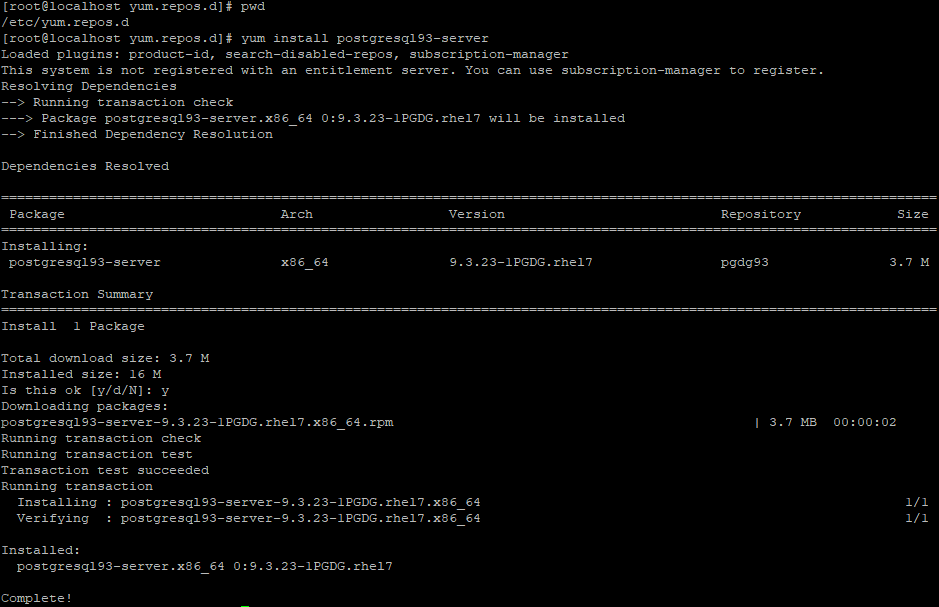 [root@localhost yum.repos.d]# pwd
/etc/yum.repos.d
[root@localhost yum.repos.d]# yum install postgresql93-server
Loaded plugins: product-id, search-disabled-repos, subscription-manager
This system is not registered with an entitlement server. You can use subscription-manager to register.
Resolving Dependencies
--> Running transaction check
---> Package postgresql93-server.x86_64 0:9.3.23-1PGDG.rhel7 will be installed
--> Finished Dependency Resolution

Dependencies Resolved

================================================================================
Package Arch Version Repository Size
================================================================================
Installing:
postgresql93-server x86_64 9.3.23-1PGDG.rhel7 pgdg93 3.7 M

Transaction Summary
================================================================================
Install  1 Package

Total download size: 3.7 M
Installed size: 16 M
Is this ok [y/d/N]: y
Downloading packages:
postgresql93-server-9.3.23-1PGDG.rhel7.x86_64.rpm | 3.7 MB  00:00:02
Running transaction check
Running transaction test
Transaction test succeeded
Running transaction
  Installing : postgresql93-server-9.3.23-1PGDG.rhel7.x86_64 1/1
  Verifying  : postgresql93-server-9.3.23-1PGDG.rhel7.x86_64 1/1

Installed:
  postgresql93-server.x86_64 0:9.3.23-1PGDG.rhel7

Complete!